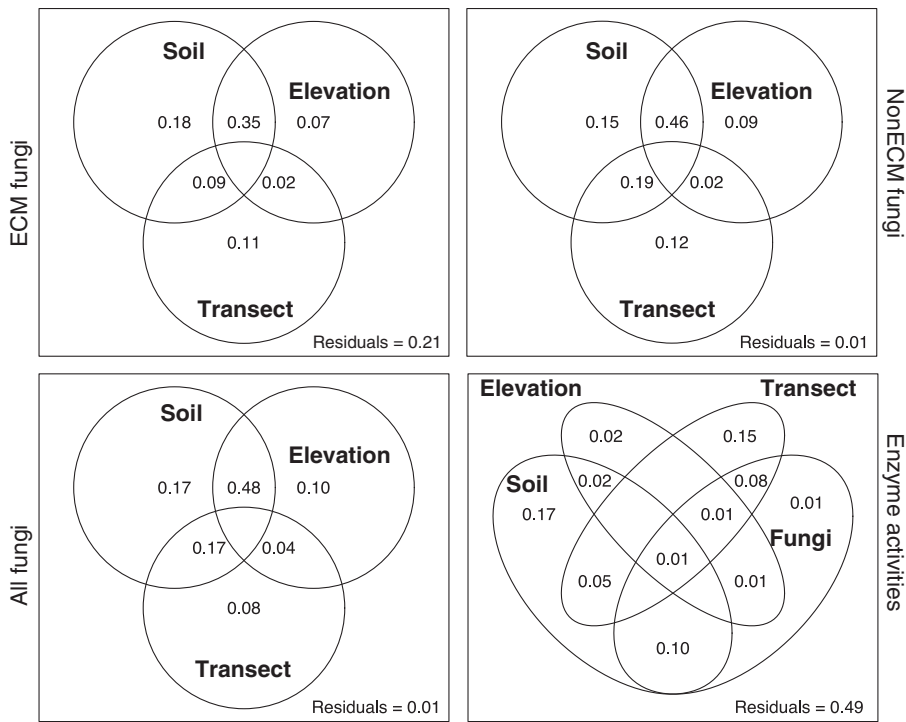 ECM fungi
Soil
Elevation
0.18
0.35
0.07
0.09
0.02
0.11
Transect
Residuals = 0.21
NonECM fungi
Soil
Elevation
0.15
0.46
0.09
0.19
0.02
0.12
Transect
Residuals = 0.01
All fungi
Soil
Elevation
0.17
0.48
0.10
0.17
0.04
0.08
Transect
Residuals = 0.01
Enzyme activities
Elevation
Transect
0.02
0.15
Soil
0.02
0.08
0.17
0.01
0.01
Fungi
0.01
0.05
0.01
0.10
Residuals = 0.49